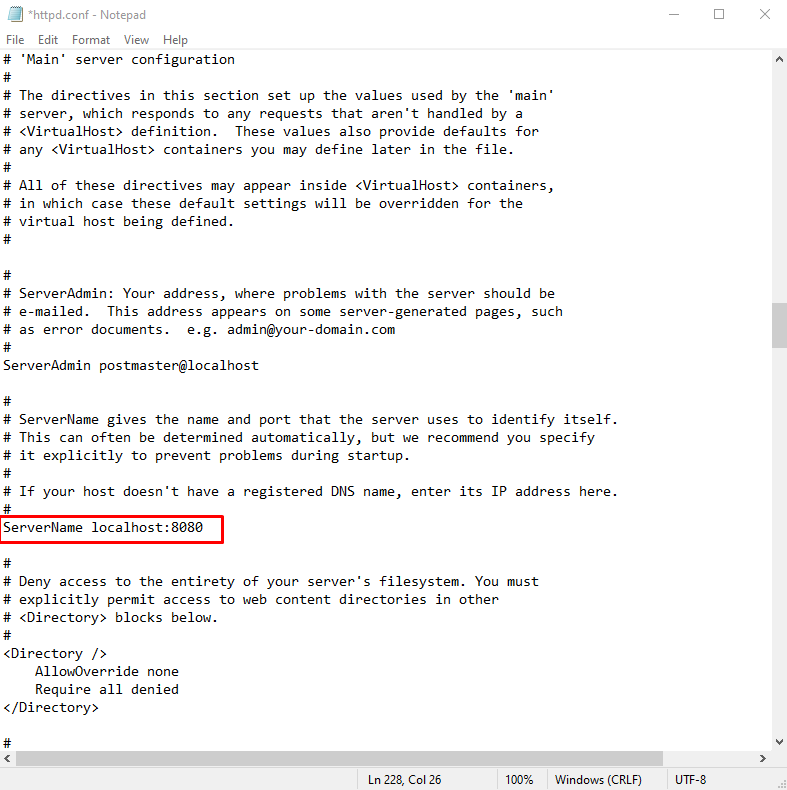 *httpd.conf - Notepad
File Edit Format View Help
# 'Main' server configuration
#
# The directives in this section set up the values used by the 'main'
# server, which responds to any requests that aren't handled by a
# <VirtualHost> definition.  These values also provide defaults for
# any <VirtualHost> containers you may define later in the file.
#
# All of these directives may appear inside <VirtualHost> containers,
# in which case these default settings will be overridden for the
# virtual host being defined.
#
#
# ServerAdmin: Your address, where problems with the server should be
# e-mailed.  This address appears on some server-generated pages, such
# as error documents.  e.g. admin@your-domain.com
#
ServerAdmin postmaster@localhost
#
# ServerName gives the name and port that the server uses to identify itself.
# This can often be determined automatically, but we recommend you specify
# it explicitly to prevent problems during startup.
#
# If your host doesn't have a registered DNS name, enter its IP address here.
#
ServerName localhost:8080
#
# Deny access to the entirety of your server's filesystem. You must
# explicitly permit access to web content directories in other
# <Directory> blocks below.
#
<Directory />
    AllowOverride none
    Require all denied
</Directory>
#
Ln 228, Col 26 100% Windows (CRLF) UTF-8